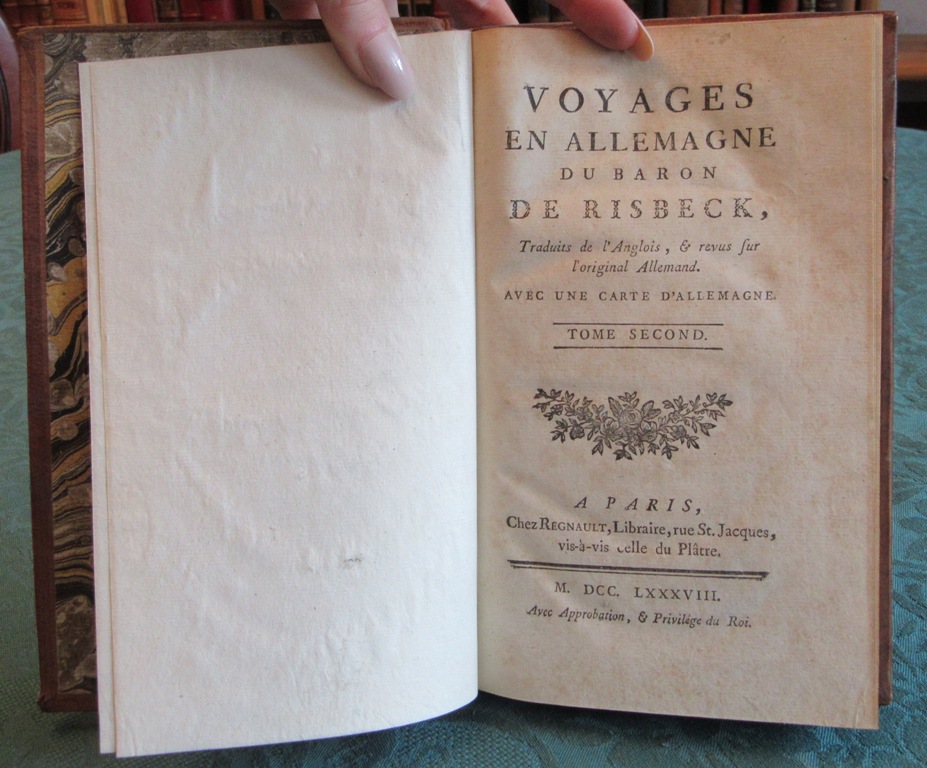 VOYAGES
EN ALLEMAGNE
DU BARON
DE RISBECK,
Traduits de l'Anglois, & revus ſur
l'original Allemand.
AVEC UNE CARTE D'ALLEMAGNE.
TOME SECOND.
A PARIS,
Chez REGNAULT, Libraire, rue St. Jacques,
vis-à-vis celle du Plâtre.
M. DCC. LXXXVIII.
Avec Approbation, & Privilége du Roi.